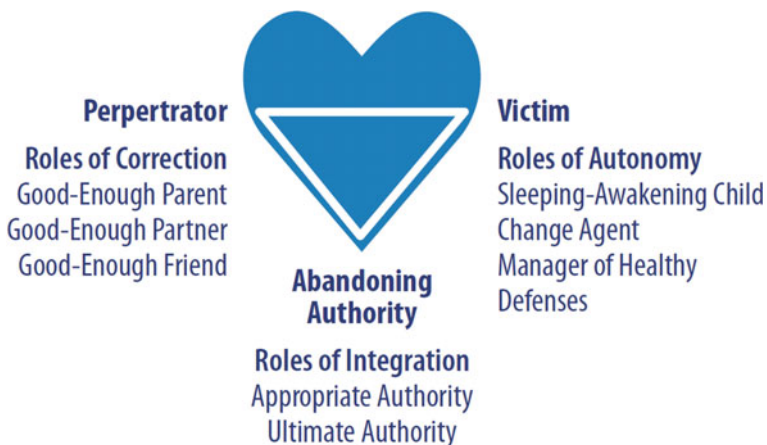 Perpertrator
Roles of Correction
Good-Enough Parent
Good-Enough Partner
Good-Enough Friend
Victim
Roles of Autonomy
Sleeping-Awakening Child
Change Agent
Manager of Healthy
Defenses
Abandoning
Authority
Roles of Integration
Appropriate Authority
Ultimate Authority